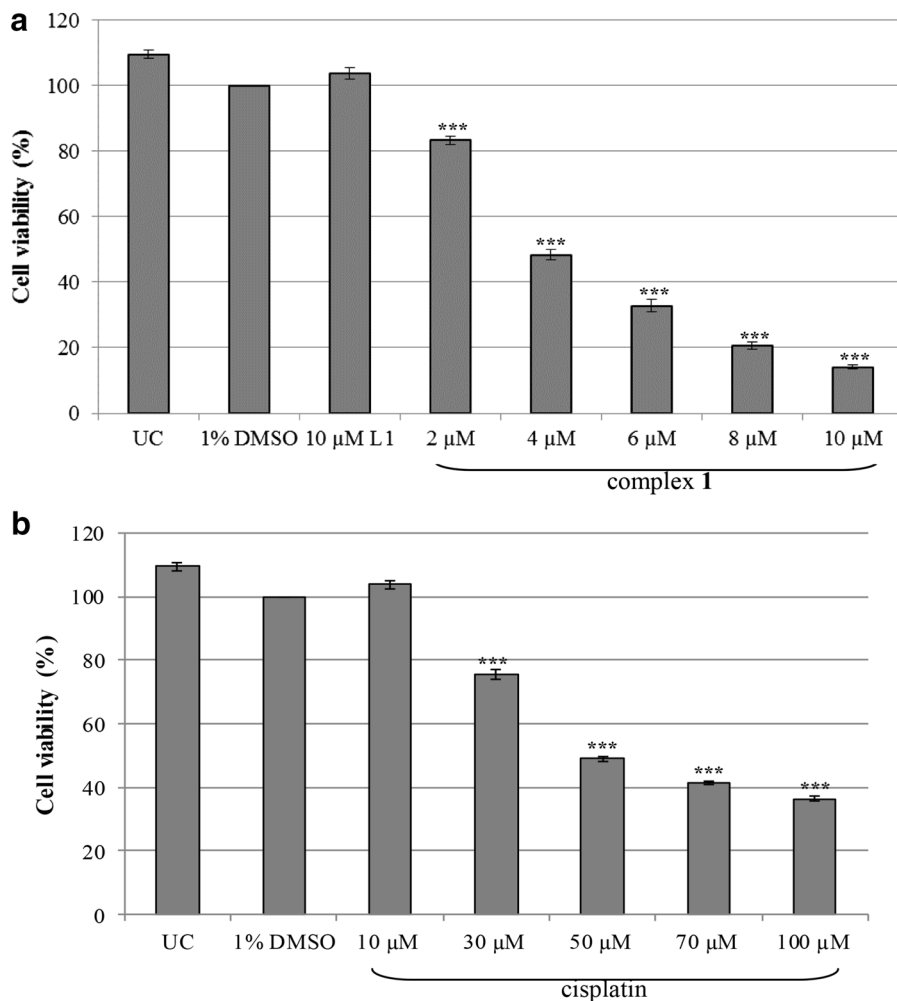 a
Cell viability (%)
120
100
80
60
40
20
0
***
***
***
***
***
UC 1% DMSO 10 µM L1 2 µM 4 µM 6 µM 8 µM 10 µM
complex 1
b
Cell viability (%)
120
100
80
60
40
20
0
***
***
***
***
UC 1% DMSO 10 µM 30 µM 50 µM 70 µM 100 µM
cisplatin